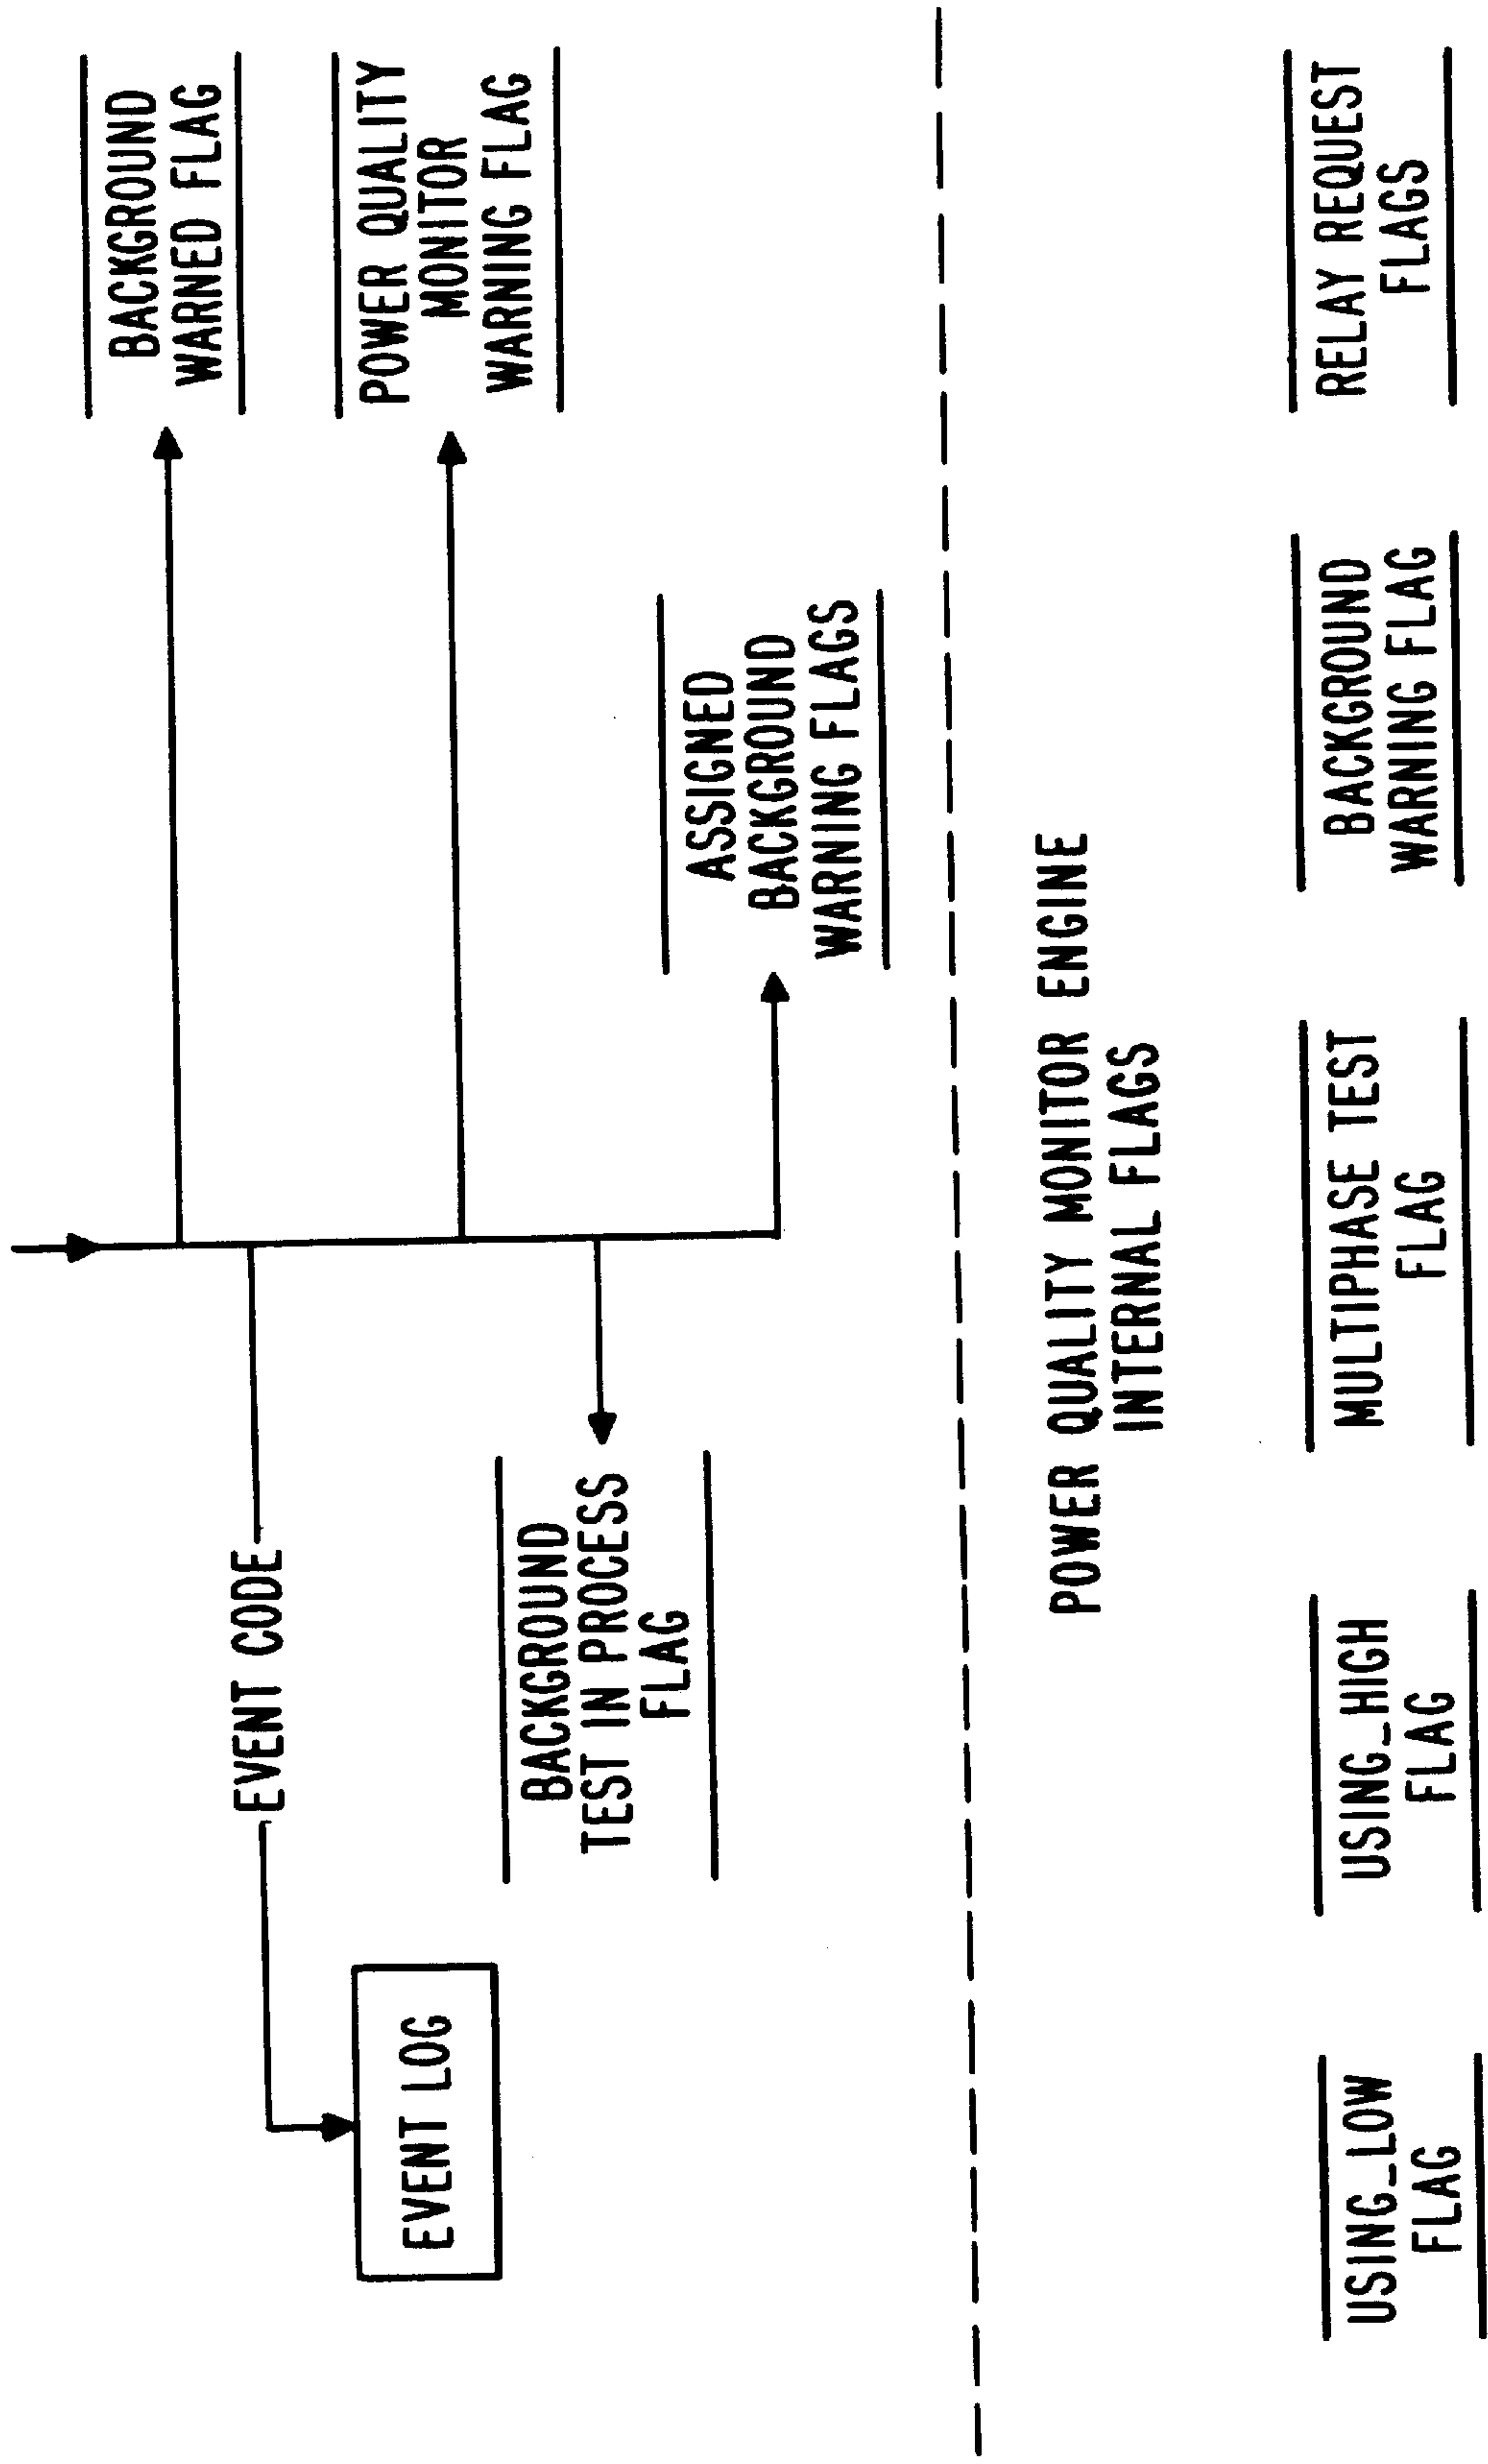 BACKGROUND
WARNED FLAG
EVENT CODE
POWER QUALITY
MONITOR
WARNING FLAG
EVENT LOG
BACKGROUND
TEST IN PROCESS
FLAG
ASSIGNED
BACKGROUND
WARNING FLAGS
POWER QUALITY MONITOR ENGINE
INTERNAL FLAGS
USING_LOW
FLAG
USING_HIGH
FLAG
MULTIPHASE TEST
FLAG
BACKGROUND
WARNING FLAG
RELAY REQUEST
FLAGS